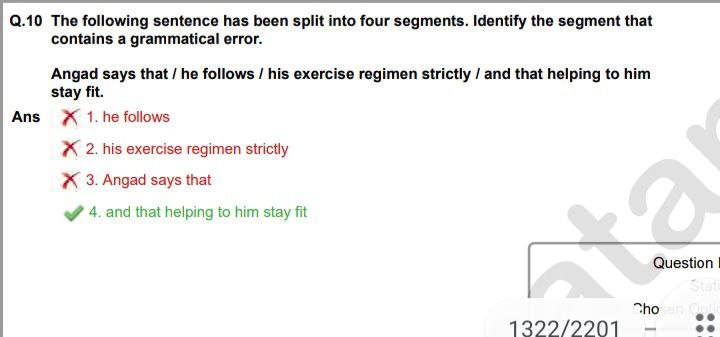 Q.10 The following sentence has been split into four segments. Identify the segment that
contains a grammatical error.
Angad says that / he follows / his exercise regimen strictly / and that helping to him
stay fit.
Ans 1. he follows
2. his exercise regimen strictly
3. Angad says that
4. and that helping to him stay fit
Question
Chosen
1322/2201